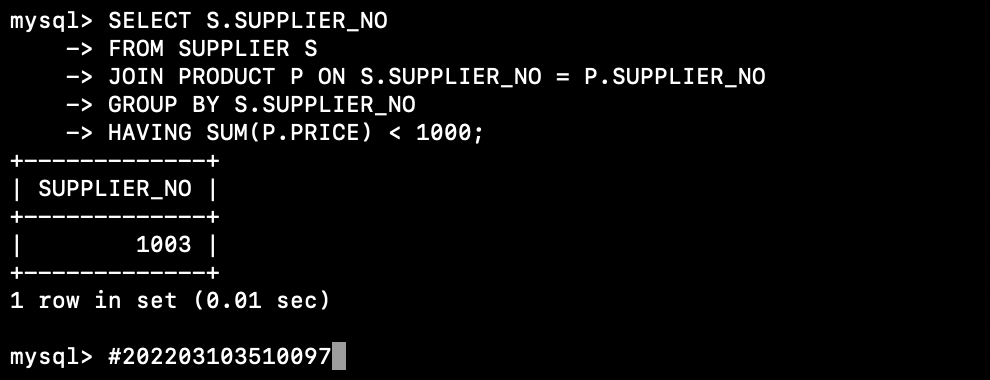 mysql> SELECT S.SUPPLIER_NO
    -> FROM SUPPLIER S
    -> JOIN PRODUCT P ON S.SUPPLIER_NO = P.SUPPLIER_NO
    -> GROUP BY S.SUPPLIER_NO
    -> HAVING SUM(P.PRICE) < 1000;
+-------------+
| SUPPLIER_NO |
+-------------+
|        1003 |
+-------------+
1 row in set (0.01 sec)

mysql> #202203103510097